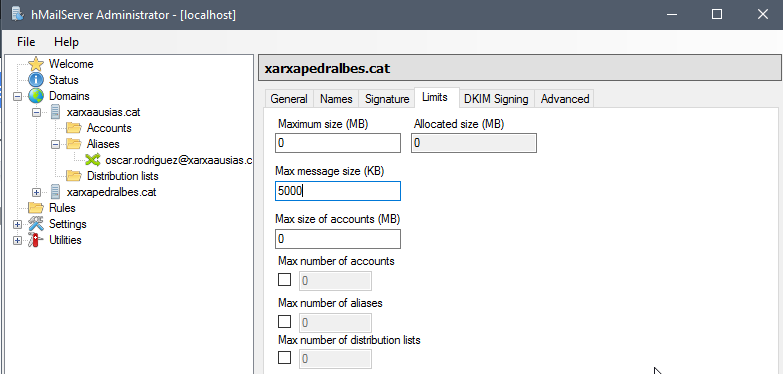 hMailServer Administrator - [localhost]
File Help
Welcome
Status
Domains
xarxaausias.cat
Accounts
Aliases
oscar.rodriguez@xarxaausias.c
Distribution lists
xarxapedralbes.cat
Rules
Settings
Utilities
xarxapedralbes.cat
General Names Signature Limits DKIM Signing Advanced
Maximum size (MB) Allocated size (MB)
0 0
Max message size (KB)
5000
Max size of accounts (MB)
0
Max number of accounts
0
Max number of aliases
0
Max number of distribution lists
0